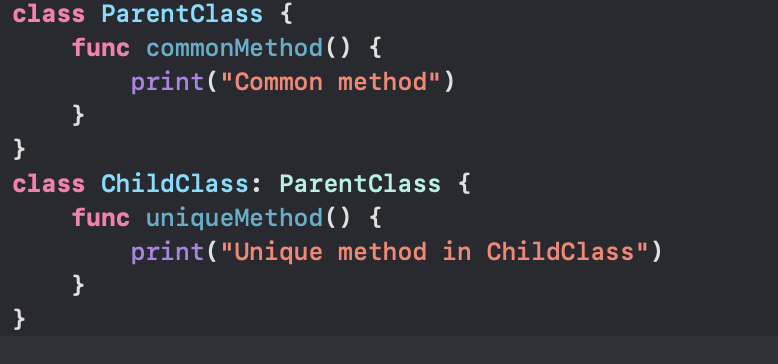 class ParentClass {
    func commonMethod() {
        print("Common method")
    }
}
class ChildClass: ParentClass {
    func uniqueMethod() {
        print("Unique method in ChildClass")
    }
}